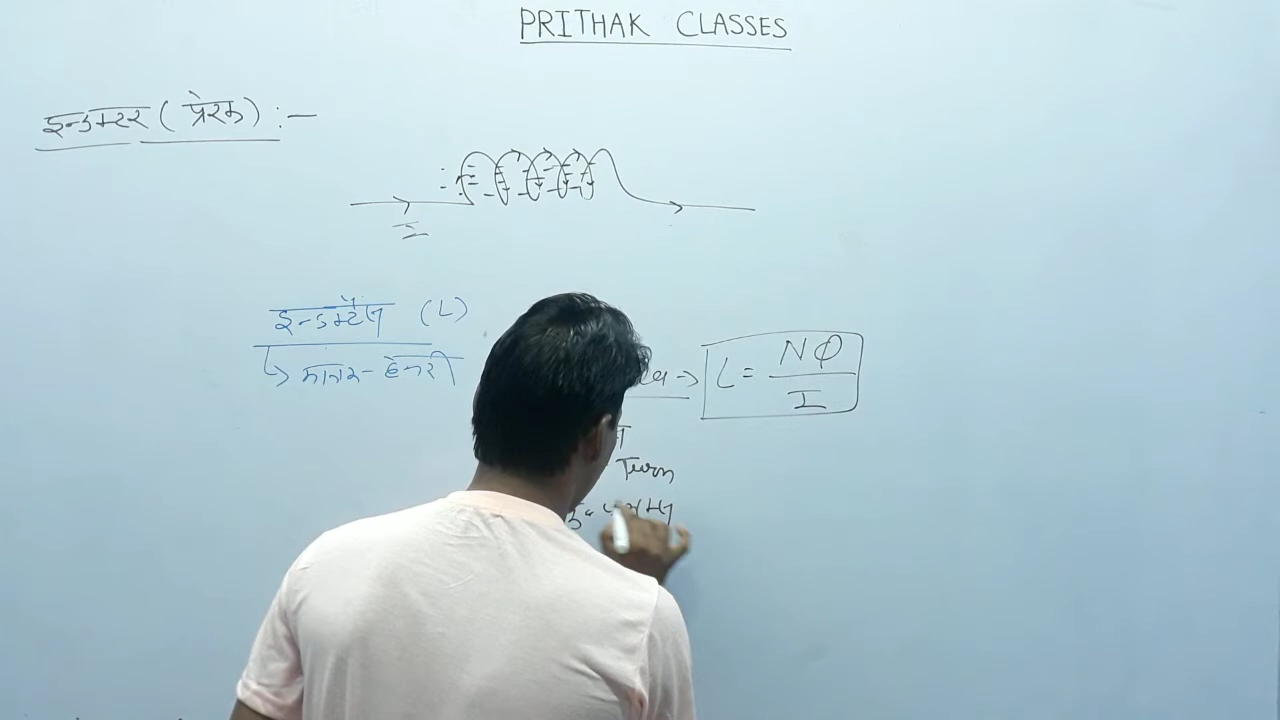 PRITHAK CLASSES
इन्डक्टर (प्रेरक) :-
I
इन्डक्टेंस (L)
↳ मात्रक - हेनरी
→ L = NΦ / I
Turn